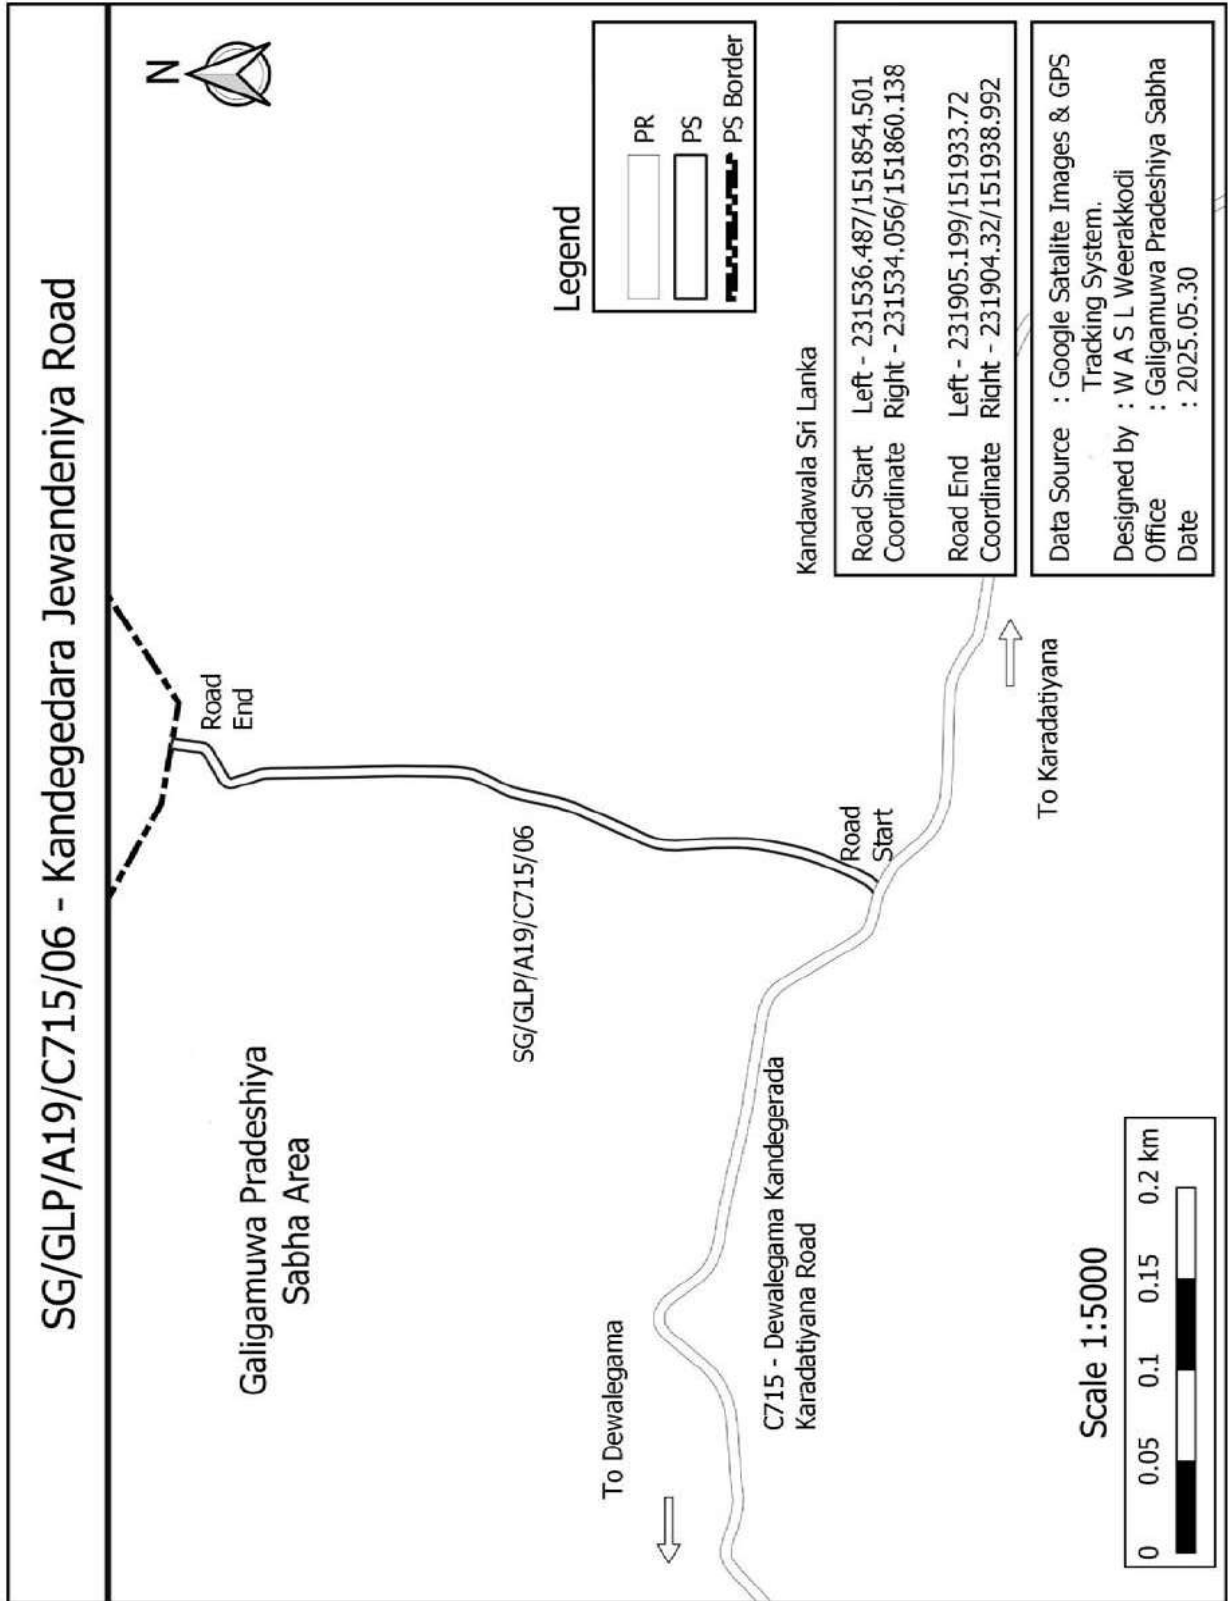 SG/GLP/A19/C715/06 - Kandegedara Jewandeniya Road
N
Galigamuwa Pradeshiya
Sabha Area
Road
End
SG/GLP/A19/C715/06
Legend
PR
PS
PS Border
To Dewalegama
C715 - Dewalegama Kandegerada
Karadatiyana Road
Road
Start
To Karadatiyana
Kandawala Sri Lanka
Road Start Left - 231536.487/151854.501
Coordinate Right - 231534.056/151860.138
Road End Left - 231905.199/151933.72
Coordinate Right - 231904.32/151938.992
Data Source : Google Satalite Images & GPS
Tracking System.
Designed by : W A S L Weerakkodi
Office : Galigamuwa Pradeshiya Sabha
Date : 2025.05.30
Scale 1:5000
0 0.05 0.1 0.15 0.2 km